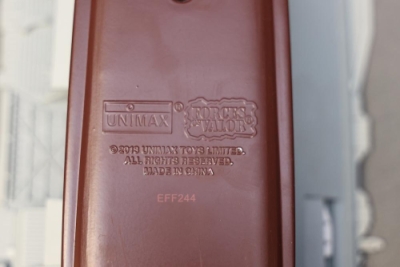 UNIMAX® FORCES OF VALOR
©2013 UNIMAX TOYS LIMITED.
ALL RIGHTS RESERVED.
MADE IN CHINA
EFF244